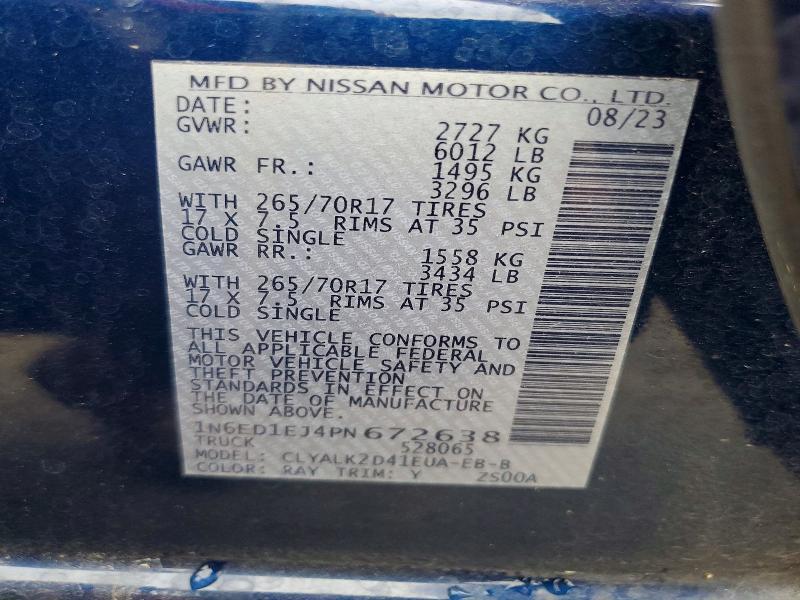 MFD BY NISSAN MOTOR CO., LTD.
DATE: 08/23
GVWR: 2727 KG
6012 LB
GAWR FR.: 1495 KG
3296 LB
WITH 265/70R17 TIRES
17 X 7.5 RIMS AT 35 PSI
COLD SINGLE
GAWR RR.: 1558 KG
3434 LB
WITH 265/70R17 TIRES
17 X 7.5 RIMS AT 35 PSI
COLD SINGLE
THIS VEHICLE CONFORMS TO
ALL APPLICABLE FEDERAL
MOTOR VEHICLE SAFETY AND
THEFT PREVENTION
STANDARDS IN EFFECT ON
THE DATE OF MANUFACTURE
SHOWN ABOVE.
1N6ED1EJ4PN672638
TRUCK 528065
MODEL: CLYALK2D41EUA-EB-B
COLOR: RAY TRIM: Y ZS00A